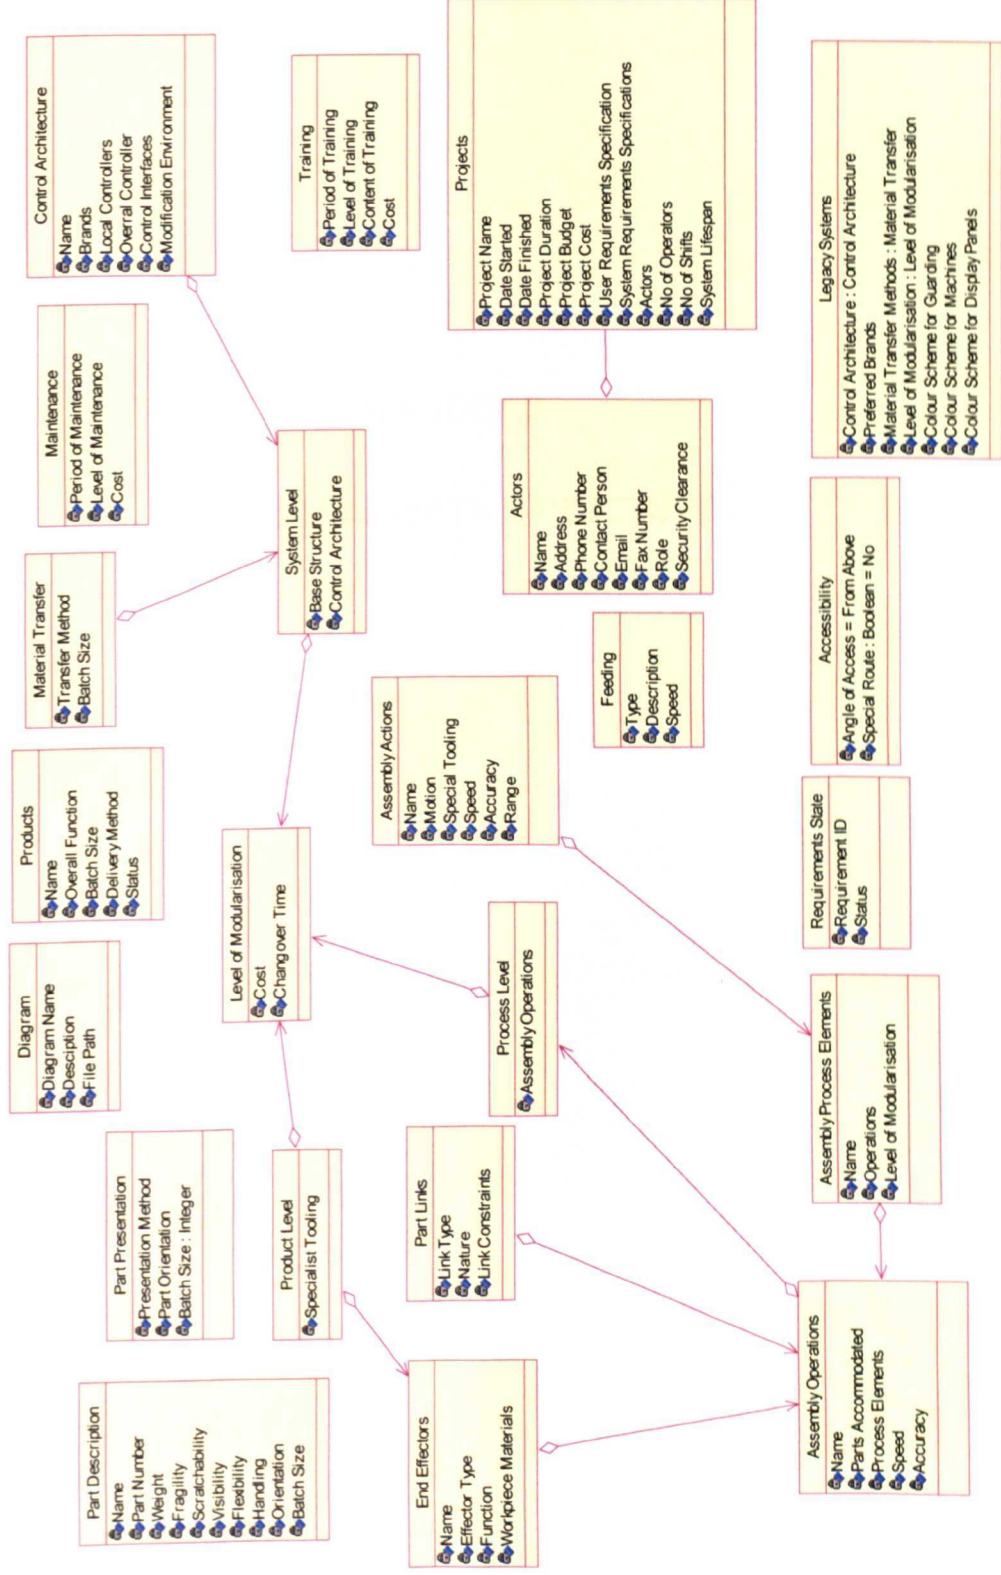 Part Description
Name
Part Number
Weight
Fragility
Scratchability
Visibility
Flexibility
Handling
Orientation
Batch Size
Part Presentation
Presentation Method
Part Orientation
Batch Size : Integer
Diagram
Diagram Name
Desciption
File Path
Products
Name
Overall Function
Batch Size
Delivery Method
Status
Material Transfer
Transfer Method
Batch Size
Maintenance
Period of Maintenance
Level of Maintenance
Cost
Control Architecture
Name
Brands
Local Controllers
Overral Controller
Control Interfaces
Modification Environment
Product Level
Specialist Tooling
Level of Modularisation
Cost
Changover Time
System Level
Base Structure
Control Architecture
Training
Period of Training
Level of Training
Content of Training
Cost
End Effectors
Name
Effector Type
Function
Workpiece Materials
Part Links
Link Type
Nature
Link Constraints
Process Level
Assembly Operations
Assembly Actions
Name
Motion
Special Tooling
Speed
Accuracy
Range
Feeding
Type
Description
Speed
Actors
Name
Address
Phone Number
Contact Person
Email
Fax Number
Role
Security Clearance
Projects
Project Name
Date Started
Date Finished
Project Duration
Project Budget
Project Cost
User Requirements Specification
System Requirements Specifications
Actors
No of Operators
No of Shifts
System Lifespan
Assembly Operations
Name
Parts Accommodated
Process Elements
Speed
Accuracy
Assembly Process Elements
Name
Operations
Level of Modularisation
Requirements State
Requirement ID
Status
Accessibility
Angle of Access = From Above
Special Route : Boolean = No
Legacy Systems
Control Architecture : Control Architecture
Preferred Brands
Material Transfer Methods : Material Transfer
Level of Modularisation : Level of Modularisation
Colour Scheme for Guarding
Colour Scheme for Machines
Colour Scheme for Display Panels